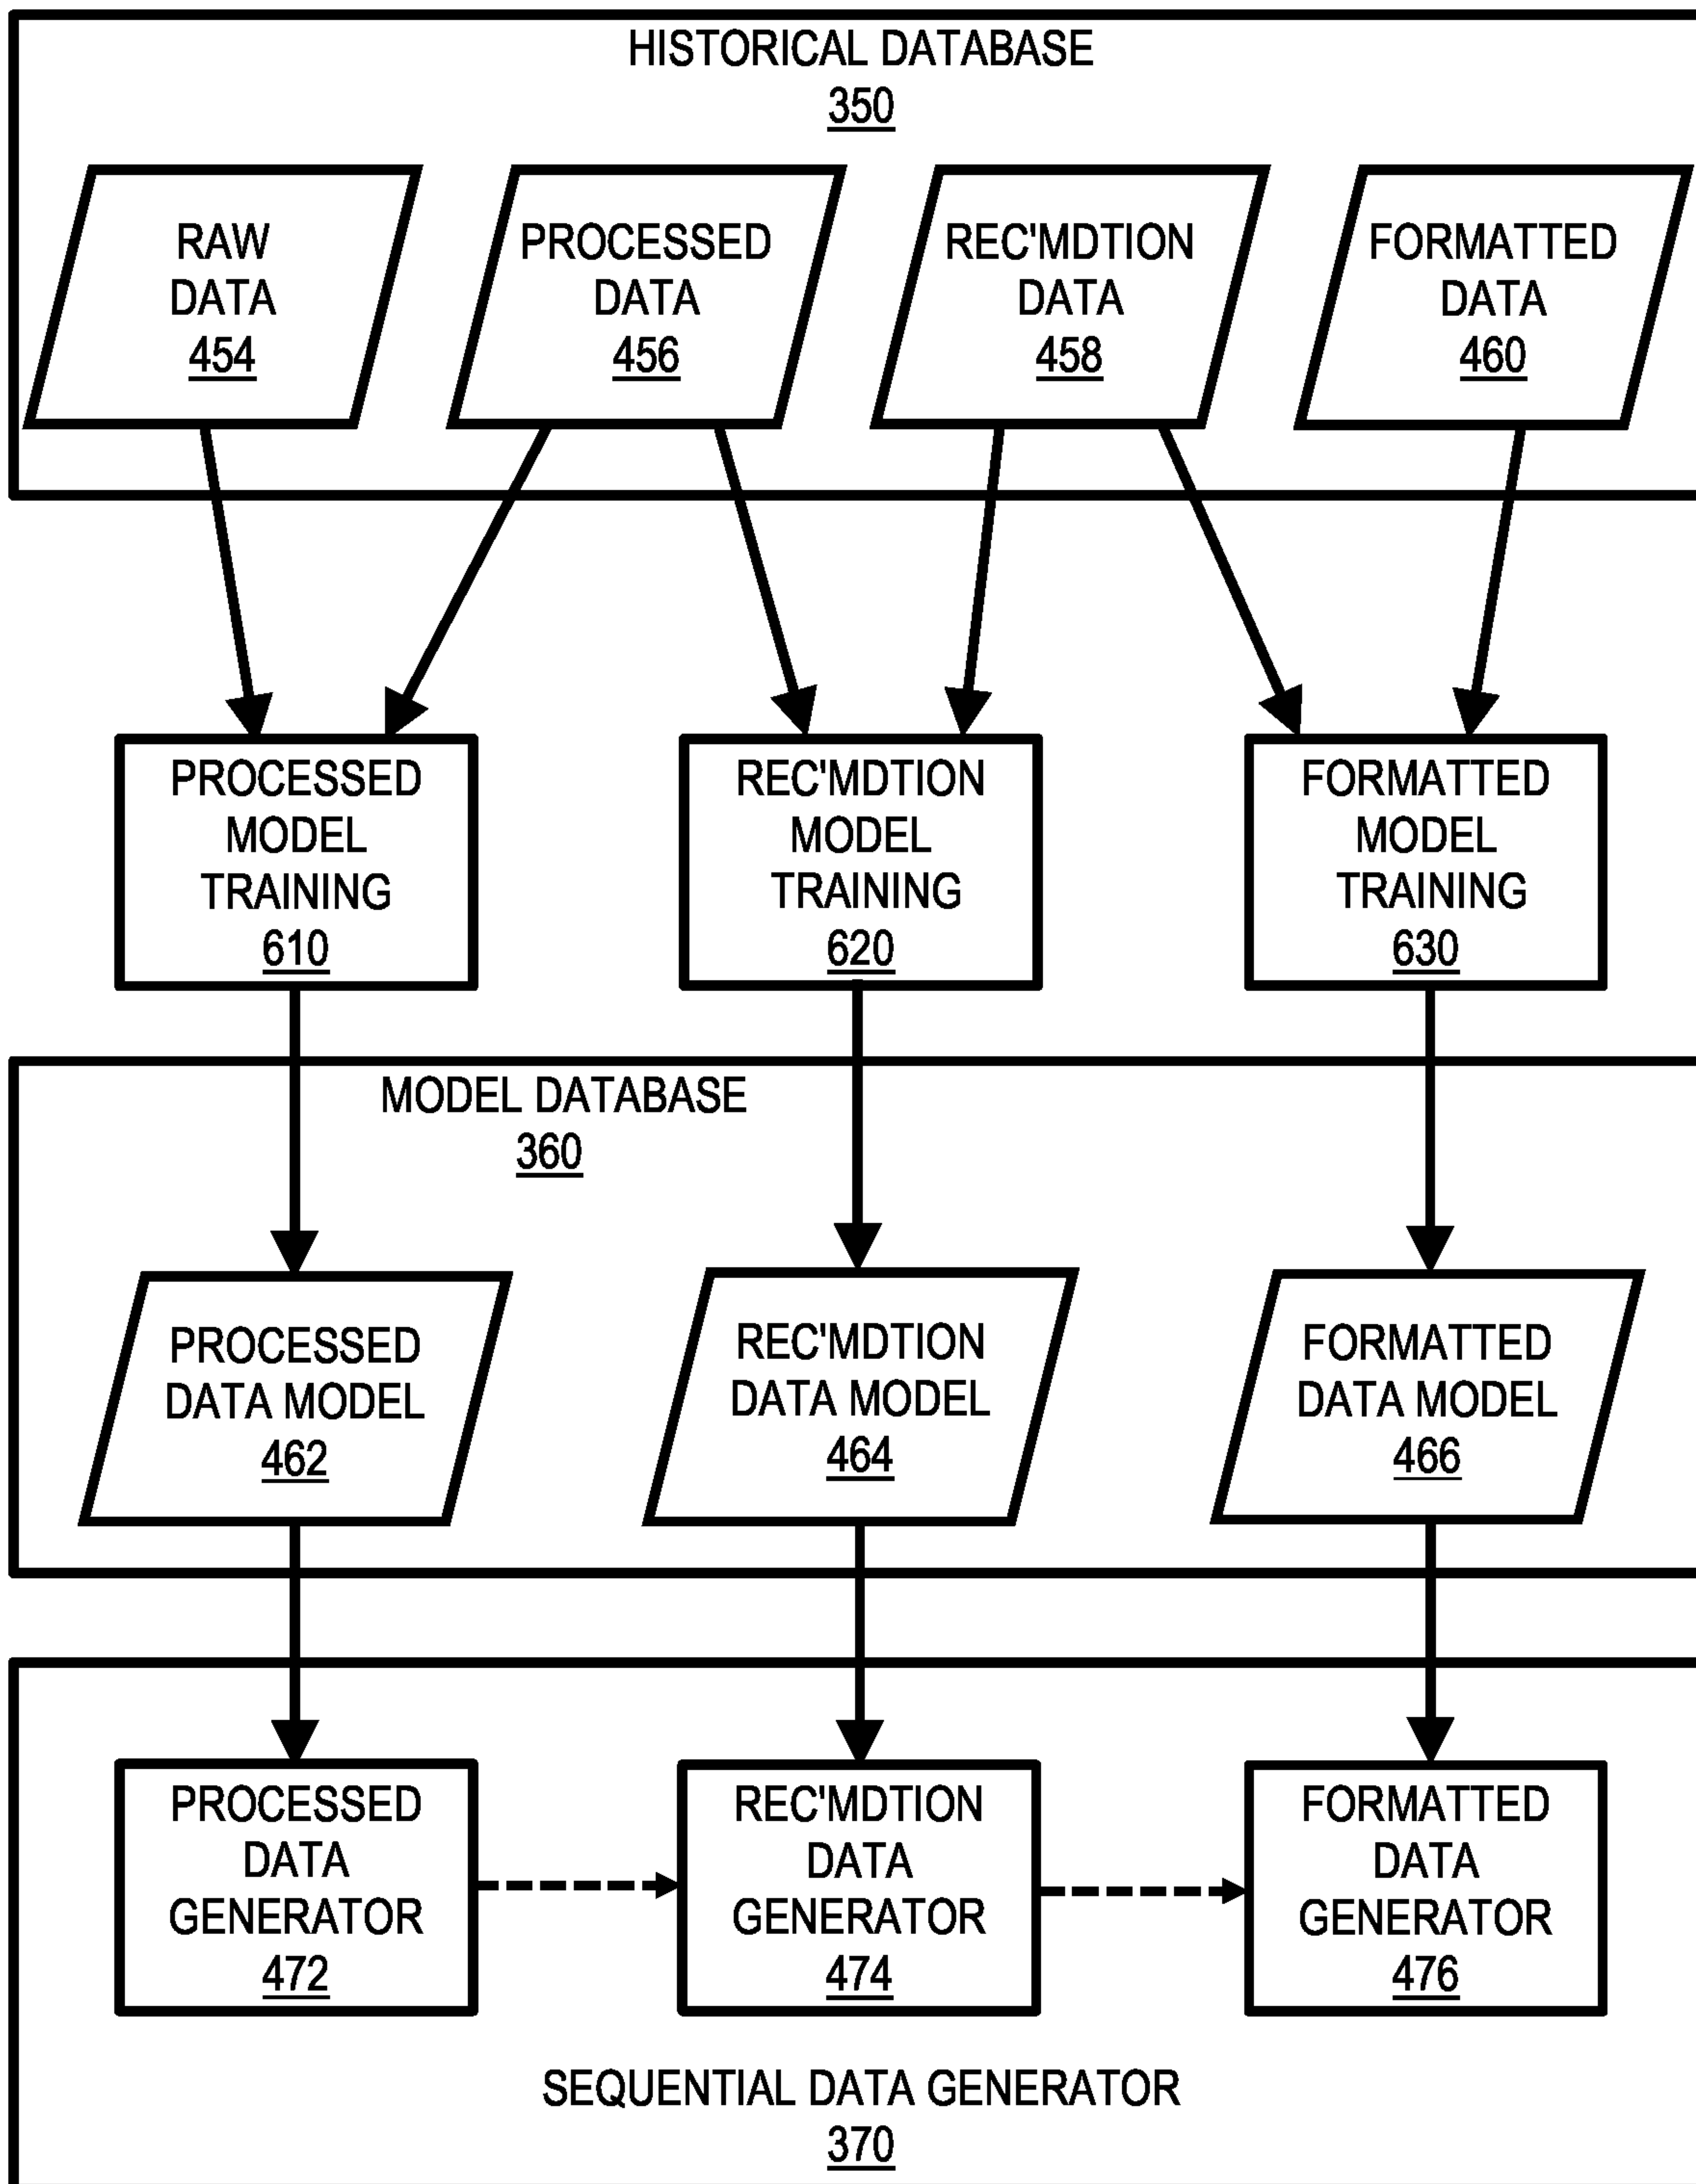 HISTORICAL DATABASE
350
RAW
DATA
454
PROCESSED
DATA
456
REC'MDTION
DATA
458
FORMATTED
DATA
460
PROCESSED
MODEL
TRAINING
610
REC'MDTION
MODEL
TRAINING
620
FORMATTED
MODEL
TRAINING
630
MODEL DATABASE
360
PROCESSED
DATA MODEL
462
REC'MDTION
DATA MODEL
464
FORMATTED
DATA MODEL
466
PROCESSED
DATA
GENERATOR
472
REC'MDTION
DATA
GENERATOR
474
FORMATTED
DATA
GENERATOR
476
SEQUENTIAL DATA GENERATOR
370